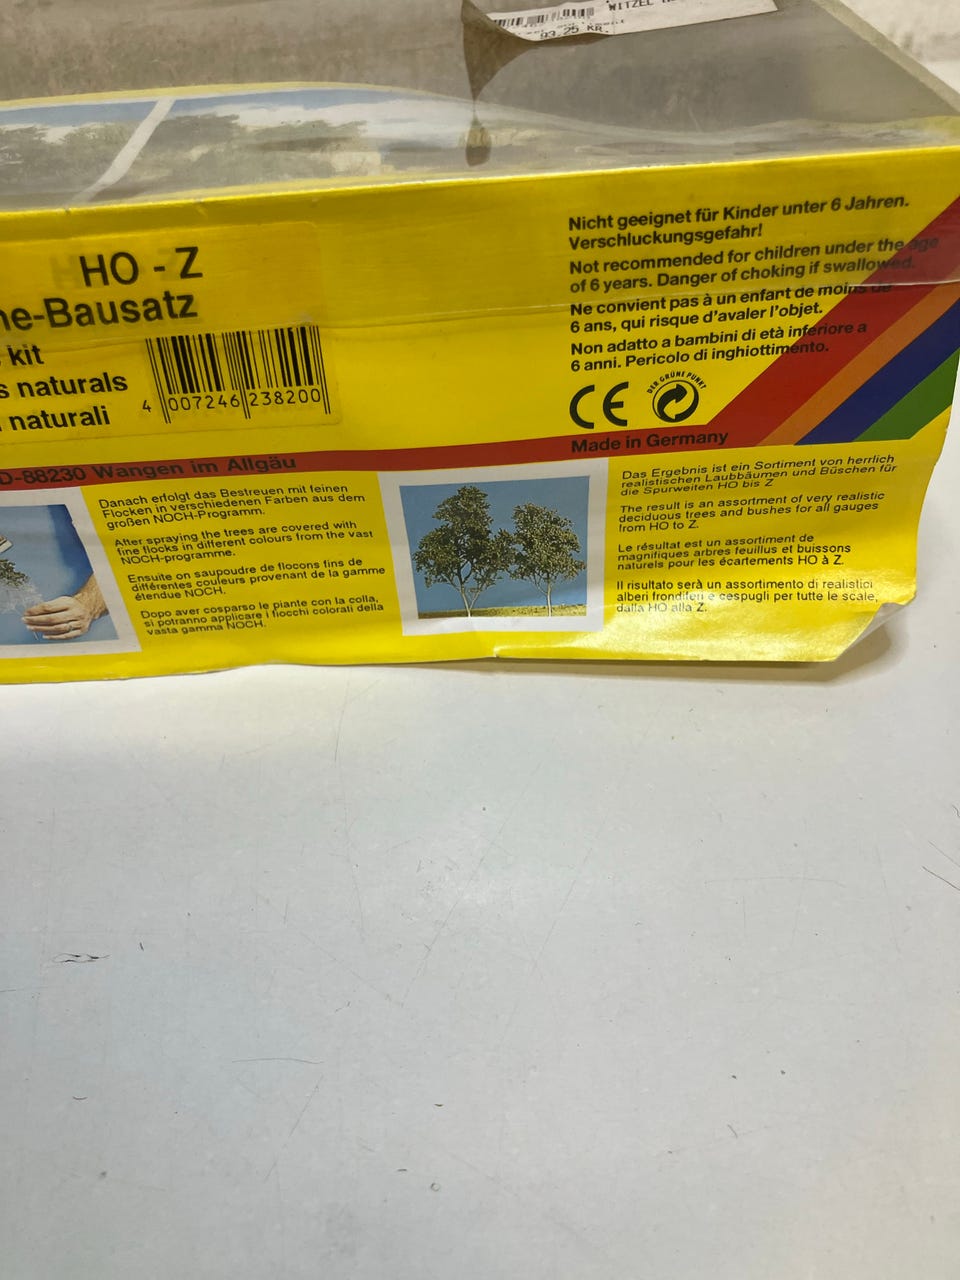 WITZEL
93.25 KR.
HO - Z
ne-Bausatz
kit
s naturals
naturali
4 007246 238200
Nicht geeignet für Kinder unter 6 Jahren.
Verschluckungsgefahr!
Not recommended for children under the age
of 6 years. Danger of choking if swallowed.
Ne convient pas à un enfant de moins de
6 ans, qui risque d'avaler l'objet.
Non adatto a bambini di età inferiore a
6 anni. Pericolo di inghiottimento.
CE
DER GRÜNE PUNKT
Made in Germany
D-88230 Wangen im Allgäu
Danach erfolgt das Bestreuen mit feinen
Flocken in verschiedenen Farben aus dem
großen NOCH-Programm.
After spraying the trees are covered with
fine flocks in different colours from the vast
NOCH-programme.
Ensuite on saupoudre de flocons fins de
différentes couleurs provenant de la gamme
étendue NOCH.
Dopo aver cosparso le piante con la colla,
si potranno applicare i fiocchi colorati della
vasta gamma NOCH.
Das Ergebnis ist ein Sortiment von herrlich
realistischen Laubbäumen und Büschen für
die Spurweiten HO bis Z
The result is an assortment of very realistic
deciduous trees and bushes for all gauges
from HO to Z.
Le résultat est un assortiment de
magnifiques arbres feuillus et buissons
naturels pour les écartements HO à Z.
Il risultato serà un assortimento di realistici
alberi frondiferi e cespugli per tutte le scale,
dalla HO alla Z.